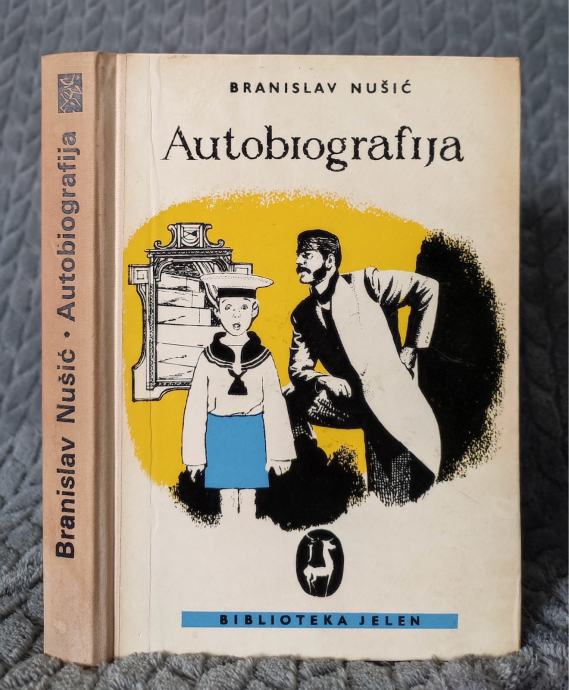 BRANISLAV NUŠIĆ
Autobiografija
BIBLIOTEKA JELEN
Branislav Nušić • Autobiografija